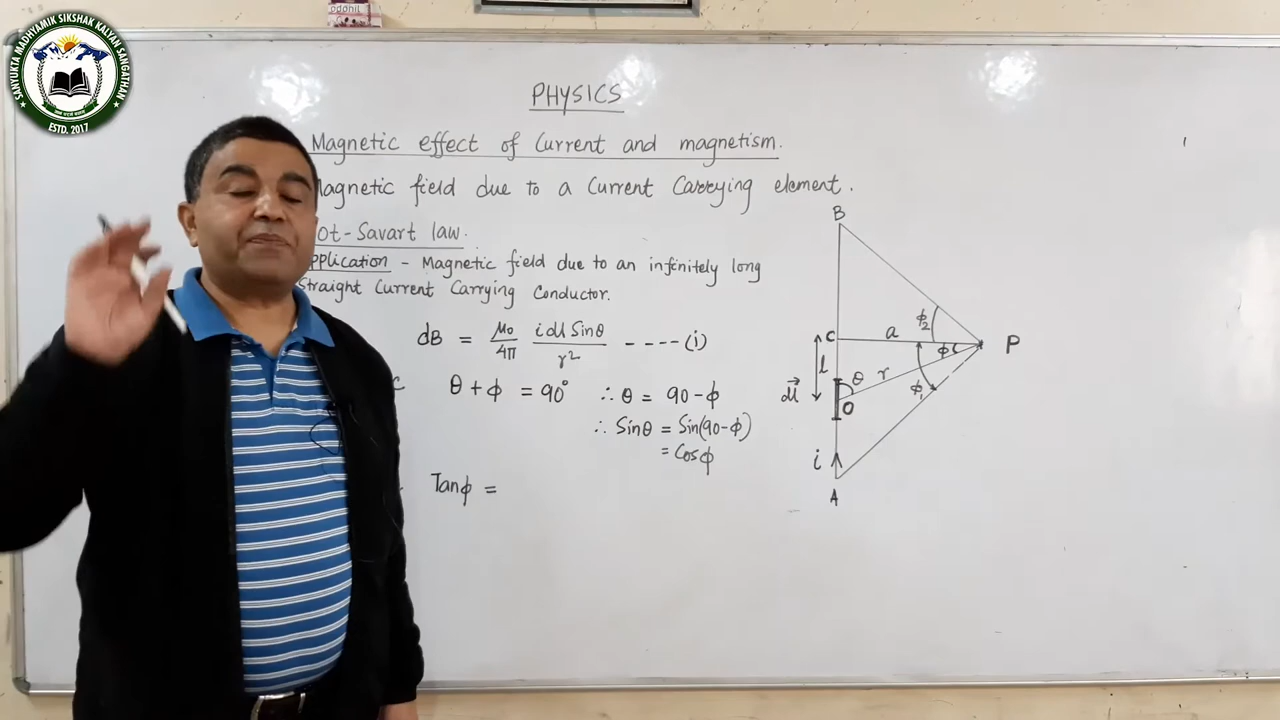 SANYUKTA MADHYAMIK SIKSHAK KALYAN SANGATHAN
ESTD. 2017
odonil
PHYSICS
Magnetic effect of Current and magnetism.
Magnetic field due to a Current Carrying element.
ot-Savart law.
pplication - Magnetic field due to an infinitely long
Straight Current Carrying Conductor.
dB = μ₀/4π idl Sinθ/r² ----(i)
C θ + ϕ = 90° ∴ θ = 90-ϕ
∴ Sinθ = Sin(90-ϕ)
= Cosϕ
Tanϕ =
B
C a ϕ₂ P
l ϕ
θ r ϕ₁
dl O
i
A